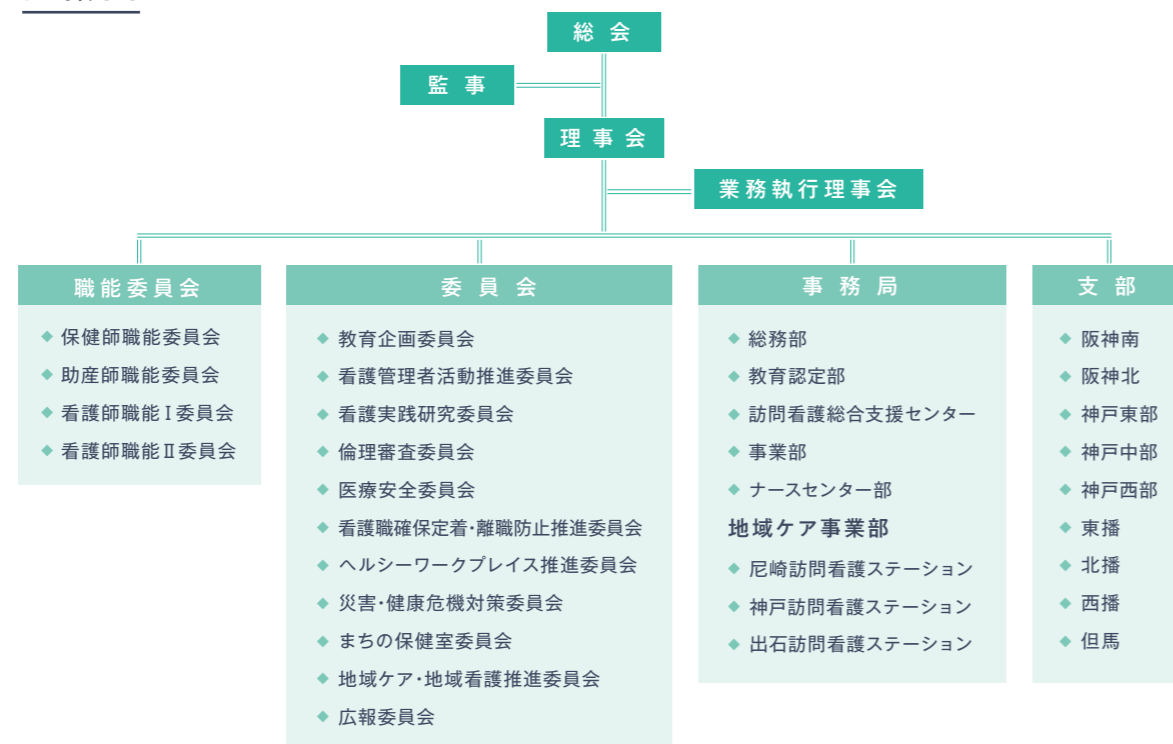 総会
監事
理事会
業務執行理事会
職能委員会
保健師職能委員会
助産師職能委員会
看護師職能Ⅰ委員会
看護師職能Ⅱ委員会
委員会
教育企画委員会
看護管理者活動推進委員会
看護実践研究委員会
倫理審査委員会
医療安全委員会
看護職確保定着・離職防止推進委員会
ヘルシーワークプレイス推進委員会
災害・健康危機対策委員会
まちの保健室委員会
地域ケア・地域看護推進委員会
広報委員会
事務局
総務部
教育認定部
訪問看護総合支援センター
事業部
ナースセンター部
地域ケア事業部
尼崎訪問看護ステーション
神戸訪問看護ステーション
出石訪問看護ステーション
支部
阪神南
阪神北
神戸東部
神戸中部
神戸西部
東播
北播
西播
但馬